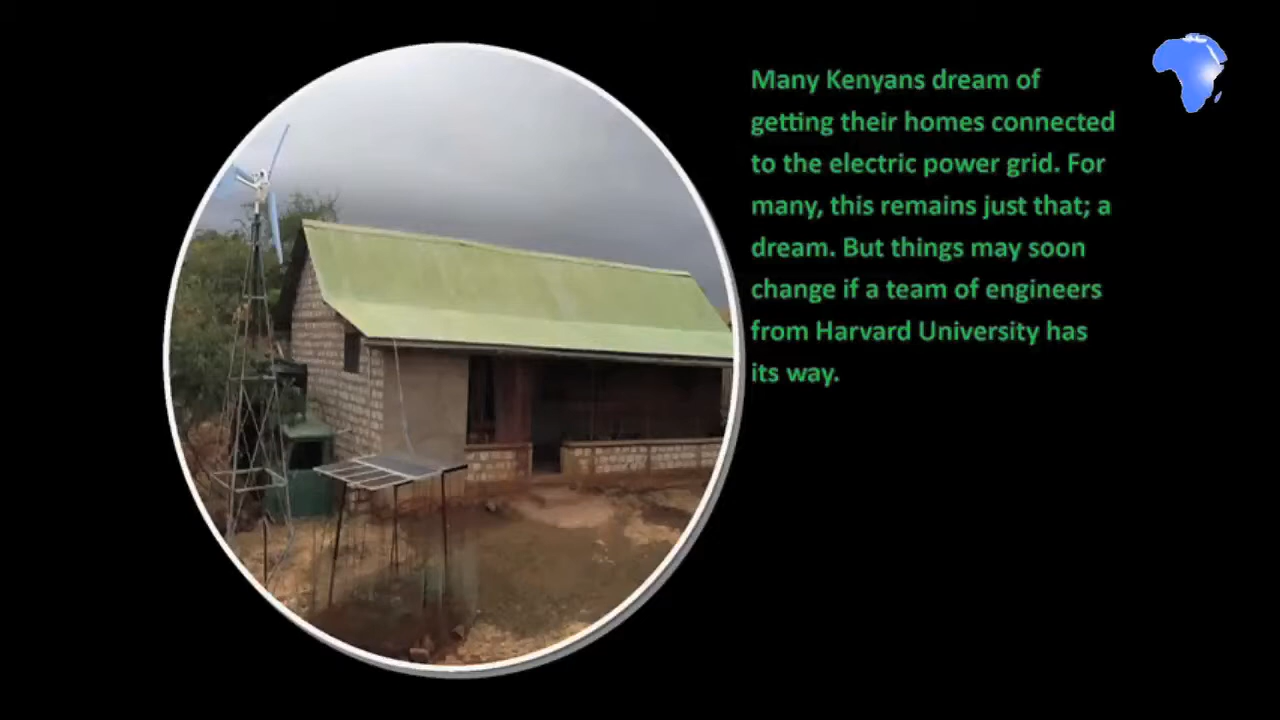 Many Kenyans dream of
getting their homes connected
to the electric power grid. For
many, this remains just that; a
dream. But things may soon
change if a team of engineers
from Harvard University has
its way.